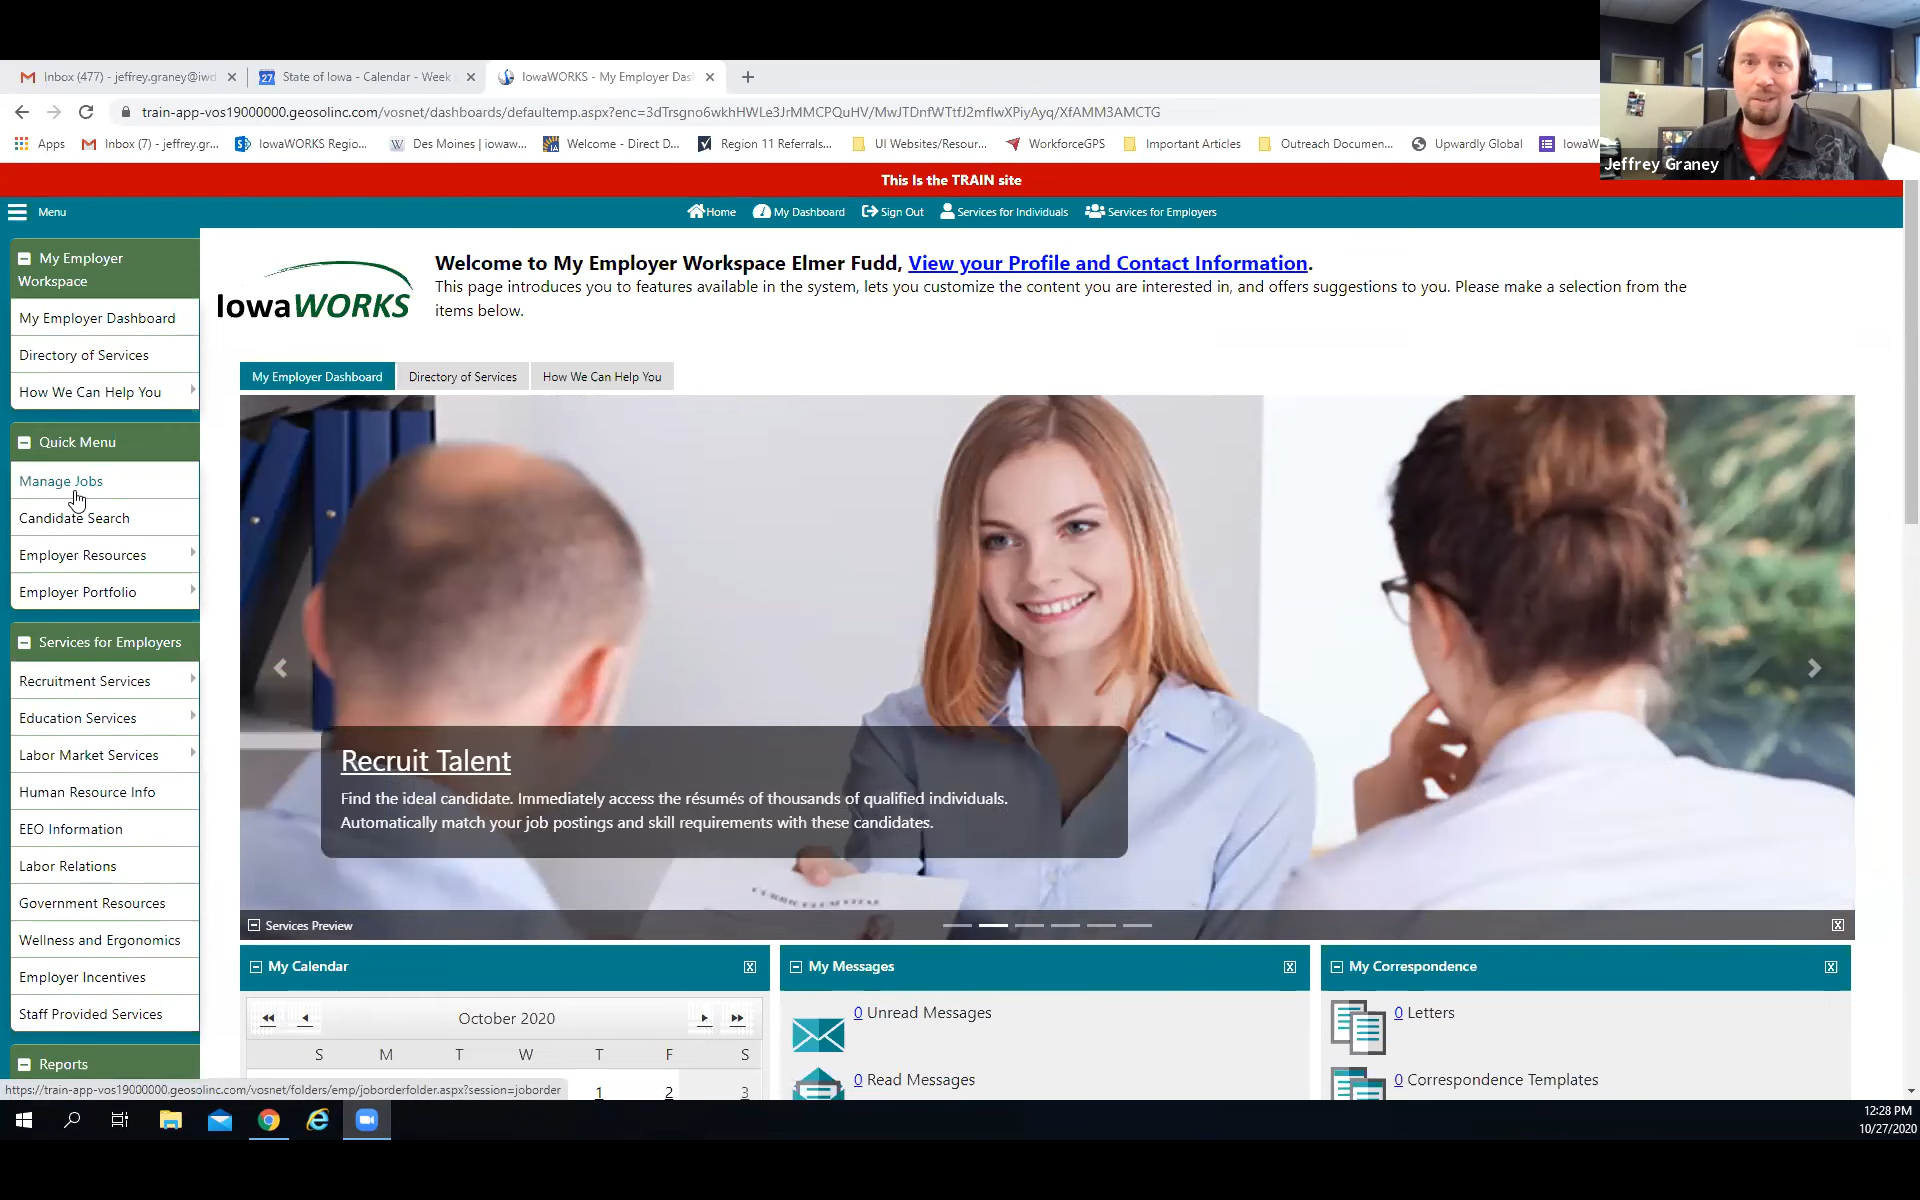 Inbox (477) - jeffrey.graney@iwd
State of Iowa - Calendar - Week
IowaWORKS - My Employer Das
train-app-vos19000000.geosolinc.com/vosnet/dashboards/defaultemp.aspx?enc=3dTrsgno6wkhHWLe3JrMMCPQuHV/MwJTDnfWTtfJ2mflwXPiyAyq/XfAMM3AMCTG
Apps
Inbox (7) - jeffrey.gr...
IowaWORKS Regio...
Des Moines | iowaw...
Welcome - Direct D...
Region 11 Referrals...
UI Websites/Resour...
WorkforceGPS
Important Articles
Outreach Documen...
Upwardly Global
IowaW
Jeffrey Graney
This Is the TRAIN site
Menu
Home
My Dashboard
Sign Out
Services for Individuals
Services for Employers
My Employer
Workspace
My Employer Dashboard
Directory of Services
How We Can Help You
Quick Menu
Manage Jobs
Candidate Search
Employer Resources
Employer Portfolio
Services for Employers
Recruitment Services
Education Services
Labor Market Services
Human Resource Info
EEO Information
Labor Relations
Government Resources
Wellness and Ergonomics
Employer Incentives
Staff Provided Services
Reports
IowaWORKS
Welcome to My Employer Workspace Elmer Fudd, View your Profile and Contact Information.
This page introduces you to features available in the system, lets you customize the content you are interested in, and offers suggestions to you. Please make a selection from the
items below.
My Employer Dashboard
Directory of Services
How We Can Help You
Recruit Talent
Find the ideal candidate. Immediately access the résumés of thousands of qualified individuals.
Automatically match your job postings and skill requirements with these candidates.
CURRICULUM VITAE
Services Preview
My Calendar
October 2020
S M T W T F S
1 2 3
My Messages
0 Unread Messages
0 Read Messages
My Correspondence
0 Letters
0 Correspondence Templates
https://train-app-vos19000000.geosolinc.com/vosnet/folders/emp/joborderfolder.aspx?session=joborder
12:28 PM
10/27/2020